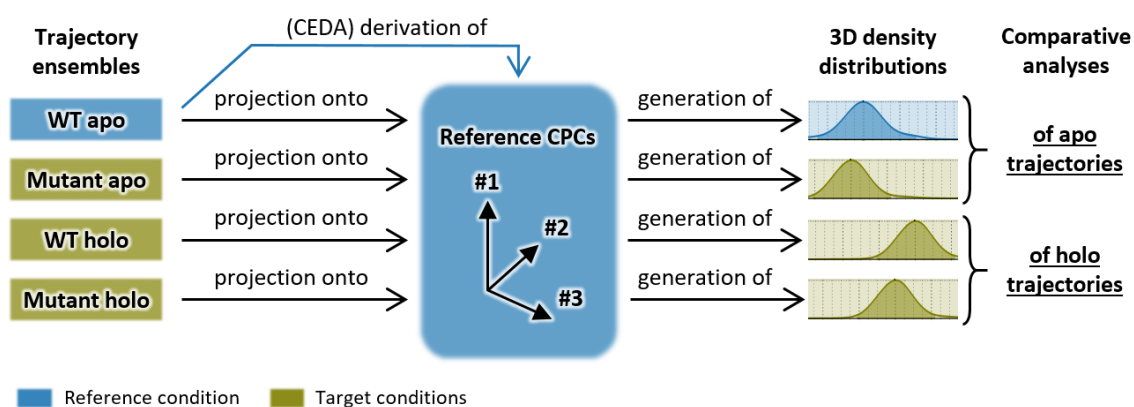 (CEDA) derivation of
Trajectory
ensembles
3D density
distributions
Comparative
analyses
WT apo
projection onto
generation of
Mutant apo
projection onto
generation of
of apo
trajectories
WT holo
projection onto
generation of
Mutant holo
projection onto
generation of
of holo
trajectories
Reference CPCs
#1
#2
#3
Reference condition
Target conditions